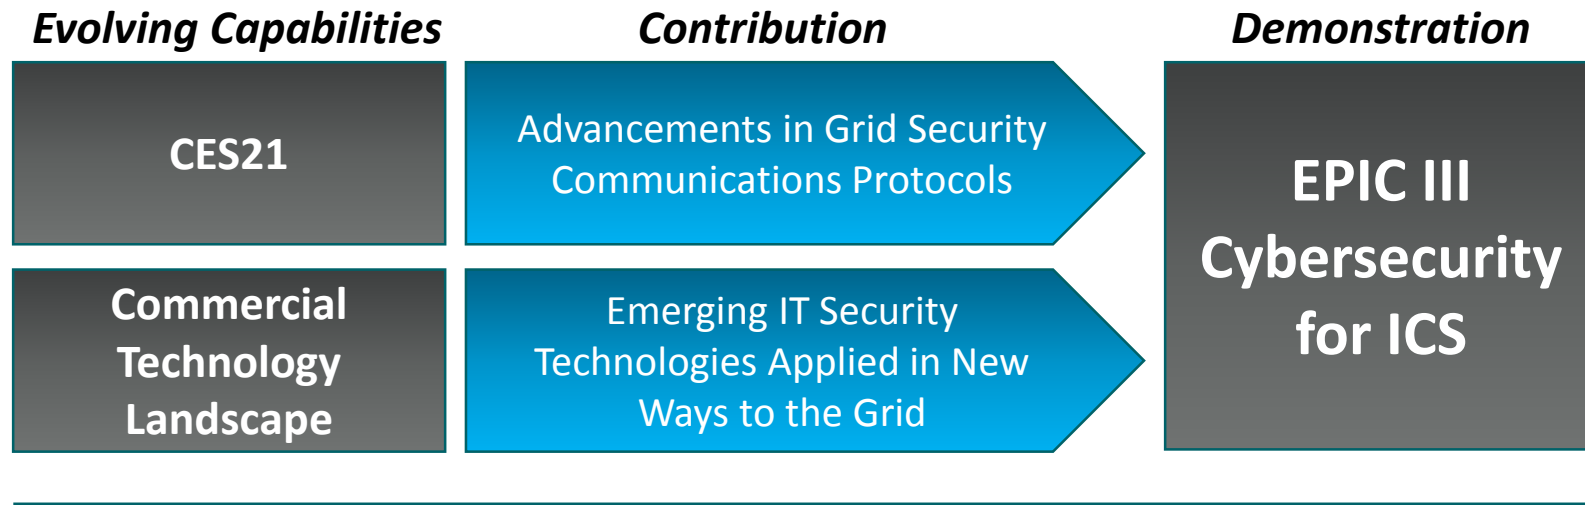 Evolving Capabilities
Contribution
Demonstration
CES21
Advancements in Grid Security
Communications Protocols
Commercial
Technology
Landscape
Emerging IT Security
Technologies Applied in New
Ways to the Grid
EPIC III
Cybersecurity
for ICS